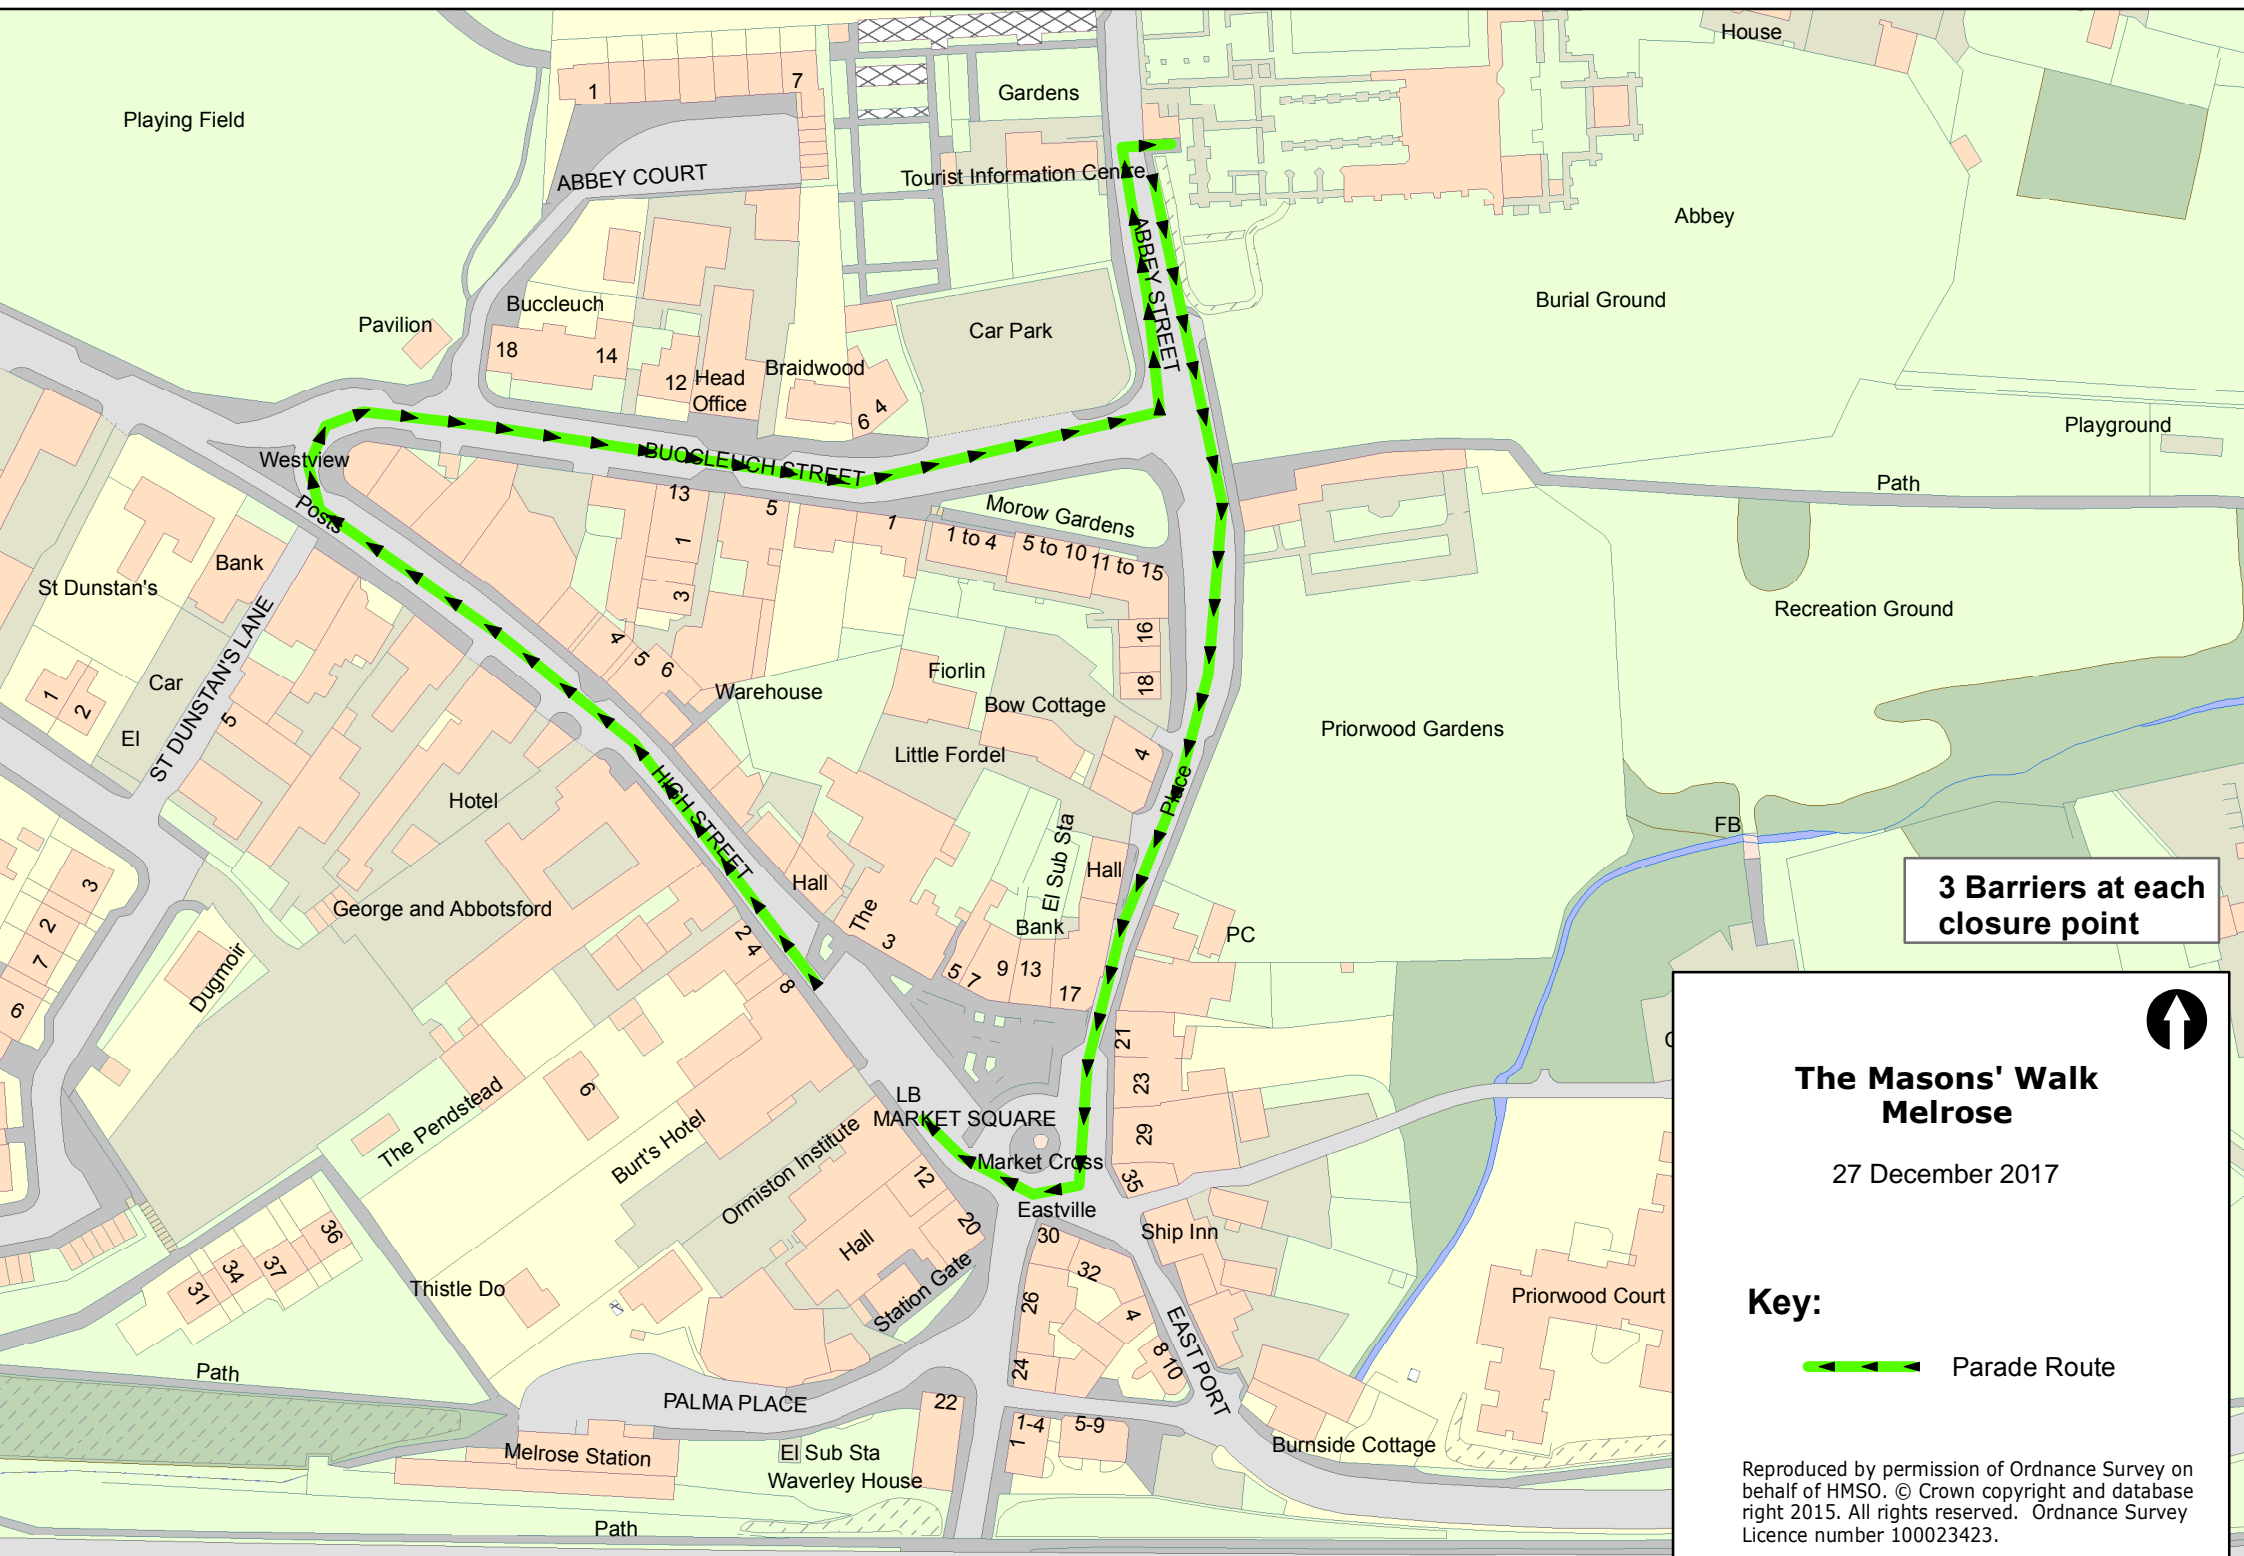 House
Playing Field
1
7
Gardens
ABBEY COURT
Tourist Information Centre
Abbey
ABBEY STREET
Burial Ground
Buccleuch
Pavilion
Car Park
18
14
12
Head
Office
Braidwood
6
4
Playground
Westview
BUCCLEUCH STREET
Path
Posts
13
5
1
Morow Gardens
1 to 4
5 to 10
11 to 15
1
3
Bank
St Dunstan's
Recreation Ground
ST DUNSTAN'S LANE
4
5
6
16
18
Fiorlin
Warehouse
Bow Cottage
Car
1
2
El
5
Little Fordel
4
Priorwood Gardens
Place
HIGH STREET
Hotel
FB
El Sub Sta
Hall
Hall
3 Barriers at each
closure point
3
2
7
6
George and Abbotsford
The
3
Bank
PC
Dugmoir
2
4
8
5
7
9
13
17
21
23
29
35
The Masons' Walk
Melrose
27 December 2017
LB
MARKET SQUARE
Market Cross
The Pendstead
6
Burt's Hotel
Ormiston Institute
12
20
Hall
Eastville
30
Ship Inn
36
37
34
31
Thistle Do
Station Gate
32
26
4
8
10
24
EAST PORT
Priorwood Court
Key:
Parade Route
Path
PALMA PLACE
22
1-4
5-9
1
Melrose Station
El Sub Sta
Waverley House
Burnside Cottage
Path
Reproduced by permission of Ordnance Survey on
behalf of HMSO. © Crown copyright and database
right 2015. All rights reserved. Ordnance Survey
Licence number 100023423.